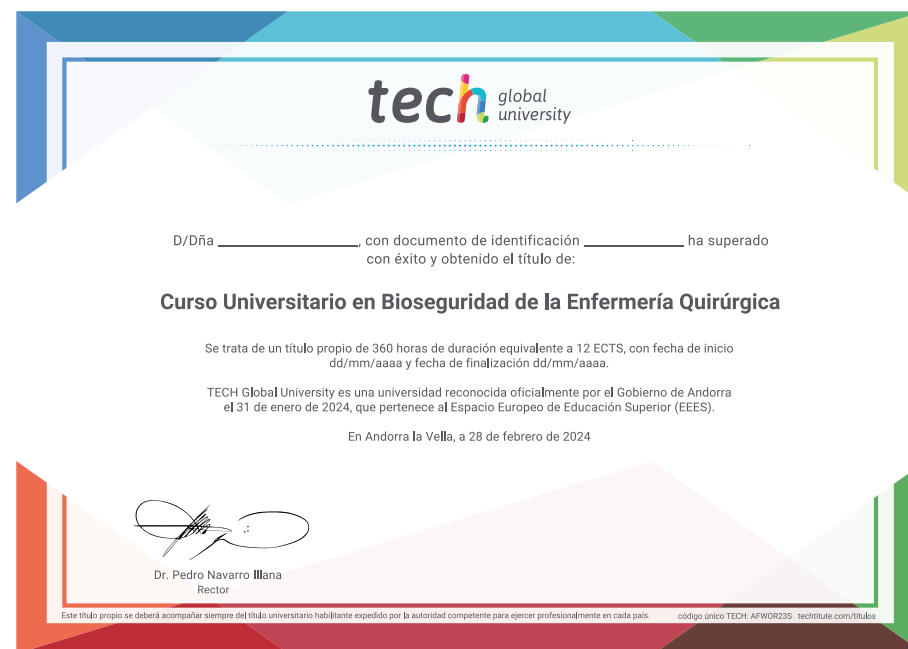 tech global university
D/Dña ____________________, con documento de identificación ______________ ha superado
con éxito y obtenido el título de:
Curso Universitario en Bioseguridad de la Enfermería Quirúrgica
Se trata de un título propio de 360 horas de duración equivalente a 12 ECTS, con fecha de inicio
dd/mm/aaaa y fecha de finalización dd/mm/aaaa.
TECH Global University es una universidad reconocida oficialmente por el Gobierno de Andorra
el 31 de enero de 2024, que pertenece al Espacio Europeo de Educación Superior (EEES).
En Andorra la Vella, a 28 de febrero de 2024
Dr. Pedro Navarro Illana
Rector
Este título propio se deberá acompañar siempre del título universitario habilitante expedido por la autoridad competente para ejercer profesionalmente en cada país. código único TECH: AFWOR23S techtitute.com/titulos